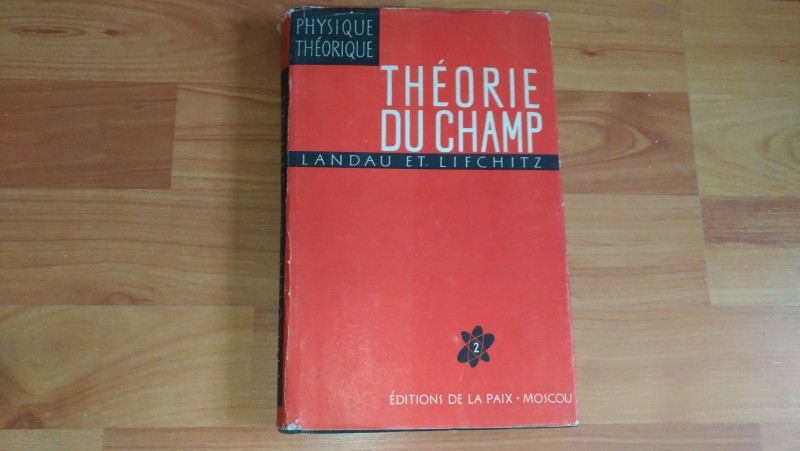 PHYSIQUE
THÉORIQUE
THÉORIE
DU CHAMP
LANDAU ET LIFCHITZ
2
ÉDITIONS DE LA PAIX • MOSCOU